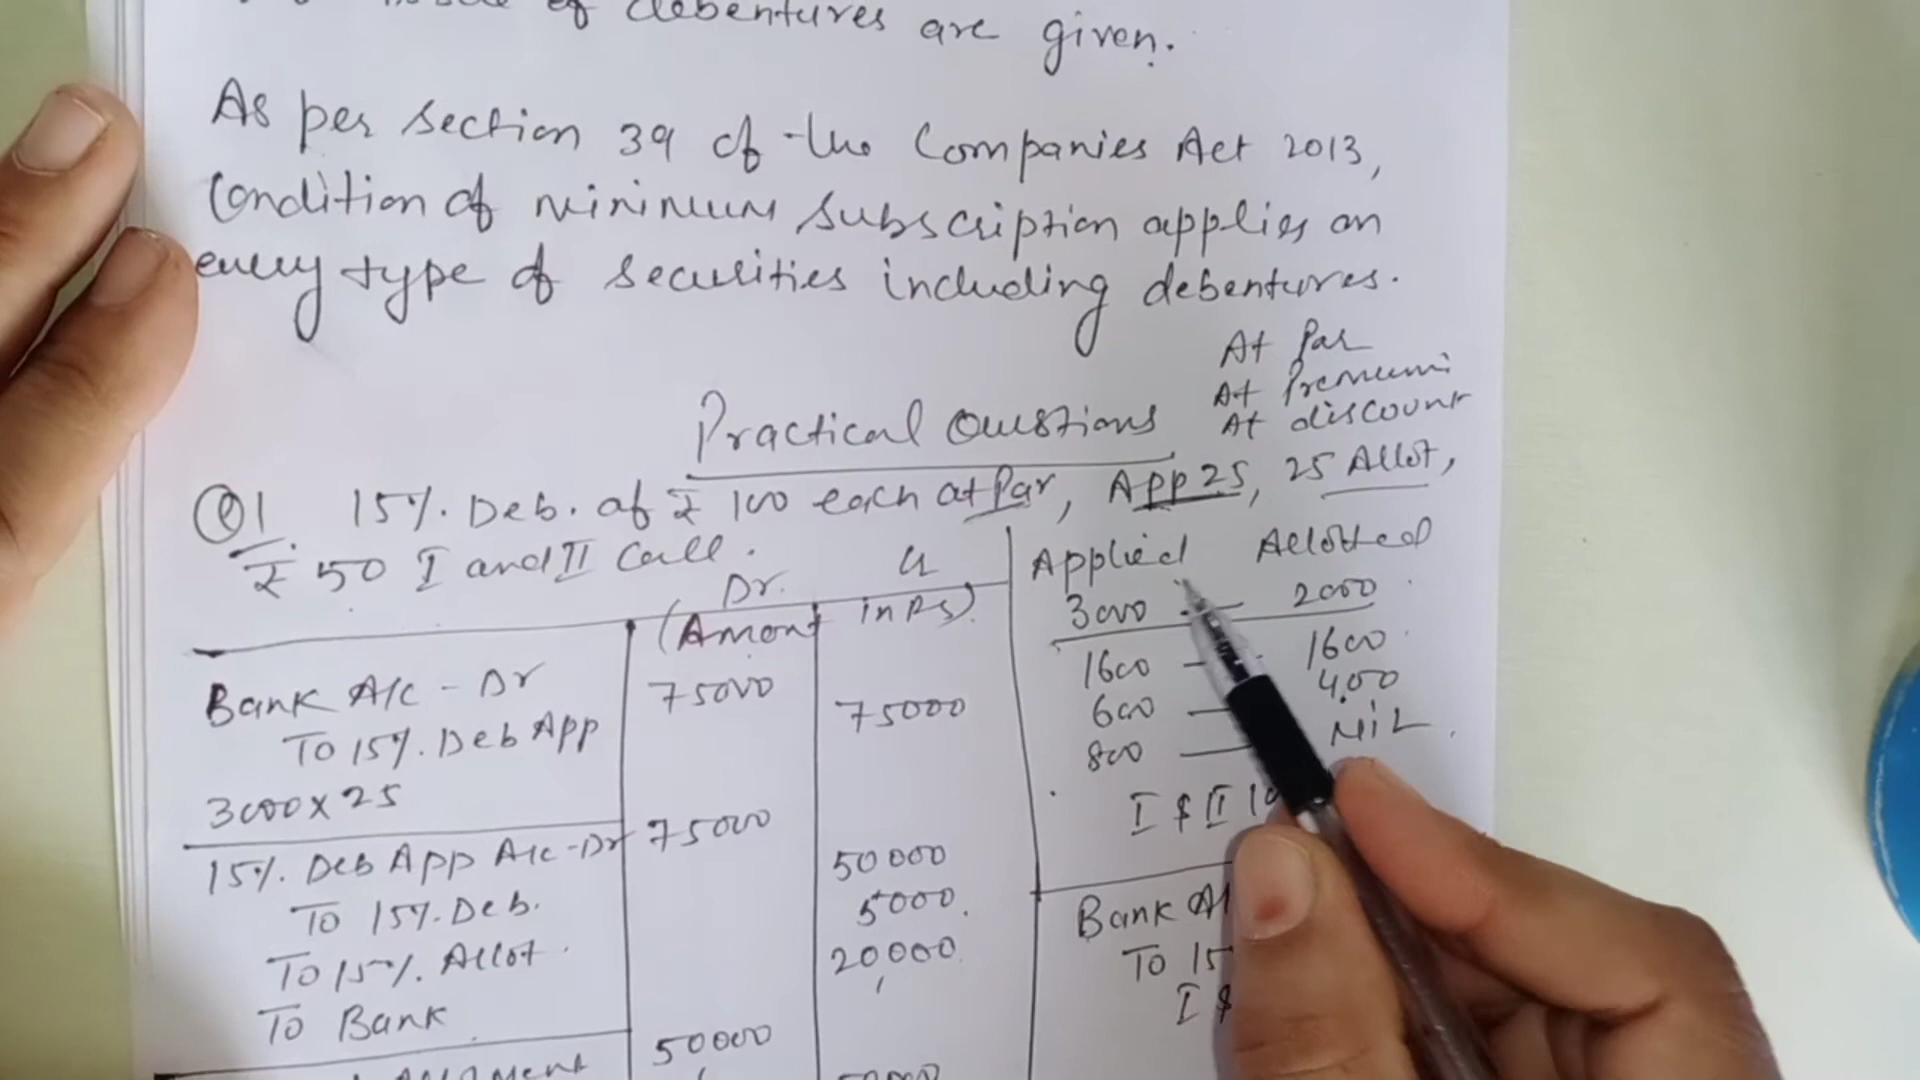 of debentures are given.
As per section 39 of the Companies Act 2013,
Condition of minimum subscription applies on
every type of securities including debentures.
At Par
At Premium
At discount
Practical Questions
Q1. 15% Deb. of ₹ 100 each at Par, App 25, 25 Allot,
₹ 50 I and II Call.
Dr. Cr
(Amont in Rs)
Bank A/c - Dr 75000
To 15% Deb App 75000
3000 x 25
15% Deb App A/c - Dr 75000
To 15% Deb. 50000
To 15% Allot. 5000
To Bank 20000
50000
Applied Allotted
3000 - 2000
1600 - 1600
600 - 400
800 - NIL
I $ II
Bank A/
To 15
I $